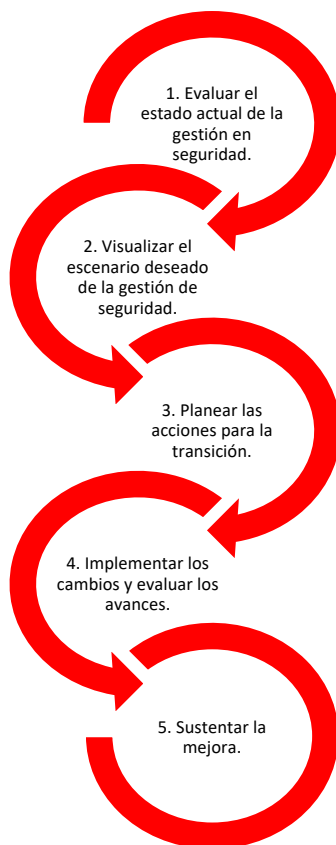 1. Evaluar el
estado actual de la
gestión en
seguridad.
2. Visualizar el
escenario deseado
de la gestión de
seguridad.
3. Planear las
acciones para la
transición.
4. Implementar los
cambios y evaluar los
avances.
5. Sustentar la
mejora.